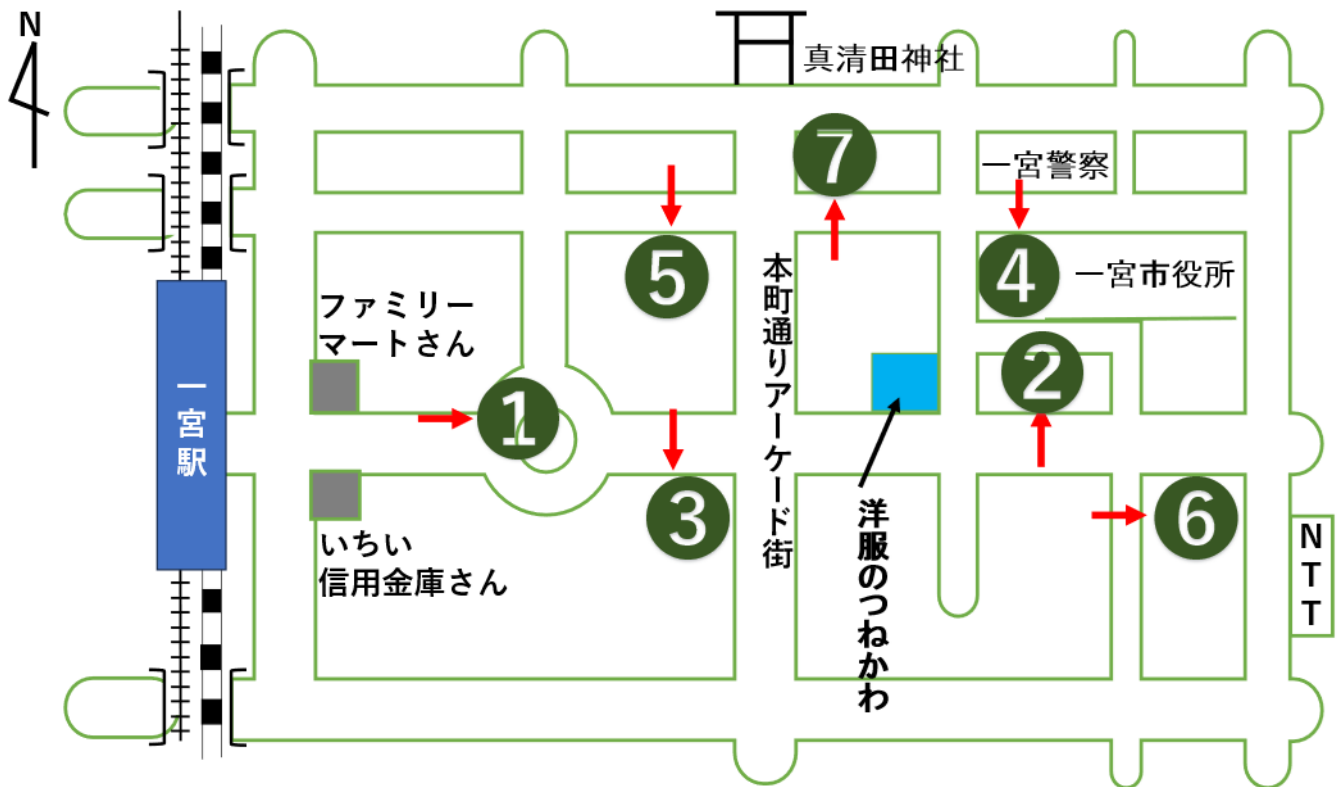 N
真清田神社
7
一宮警察
5
本町通りアーケード街
4
一宮市役所
ファミリー
マートさん
2
一宮駅
1
いちい
信用金庫さん
3
洋服のつねかわ
6
NTT